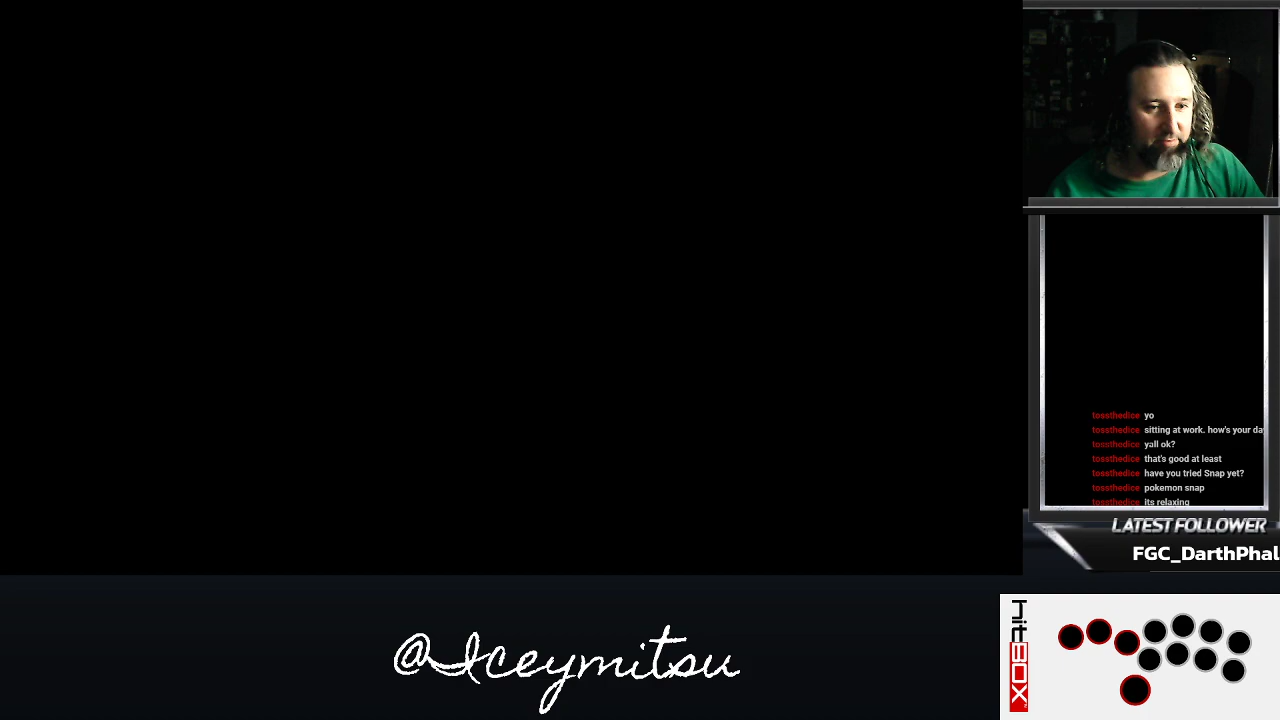 tossthedice yo
tossthedice sitting at work. how's your day
tossthedice yall ok?
tossthedice that's good at least
tossthedice have you tried Snap yet?
tossthedice pokemon snap
tossthedice its relaxing
LATEST FOLLOWER
FGC_DarthPhal
@Iceymitsu
hitBOX